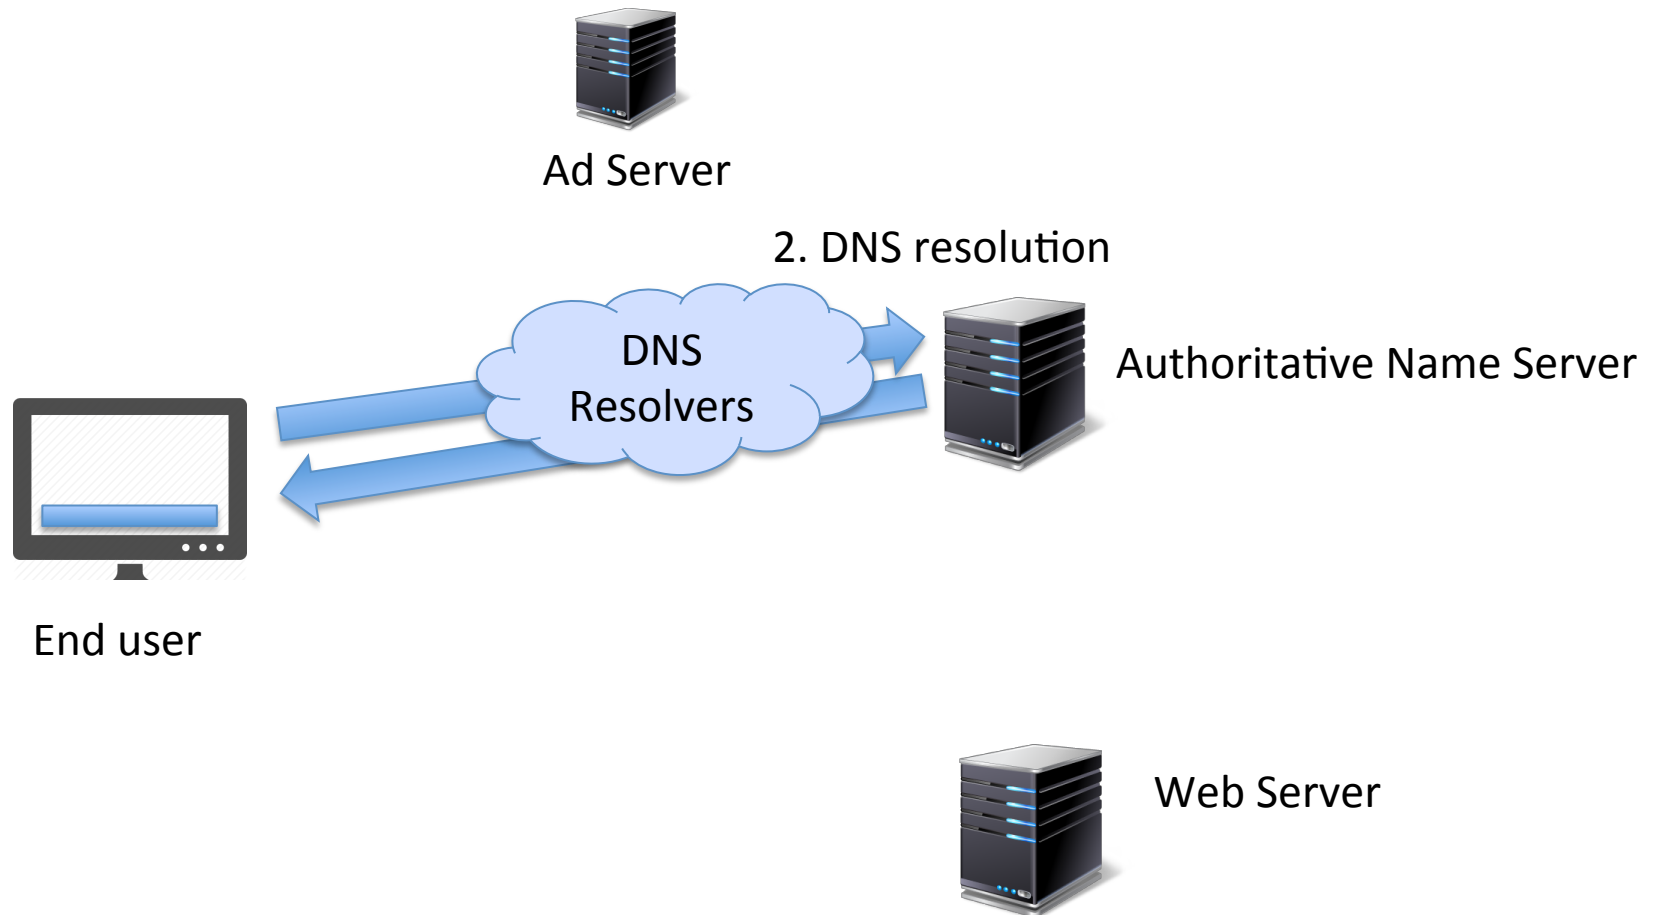 Ad Server
2. DNS resolution
DNS
Resolvers
Authoritative Name Server
End user
Web Server